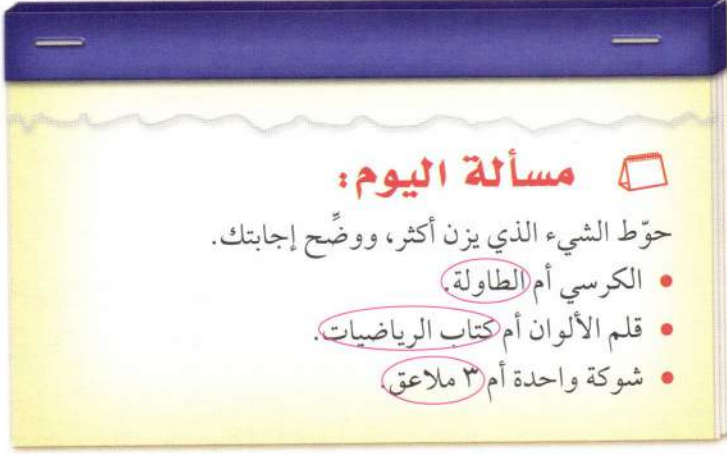 مسألة اليوم:
حوّط الشيء الذي يزن أكثر، ووضِّح إجابتك.
• الكرسي أم الطاولة.
• قلم الألوان أم كتاب الرياضيات.
• شوكة واحدة أم ٣ ملاعق.